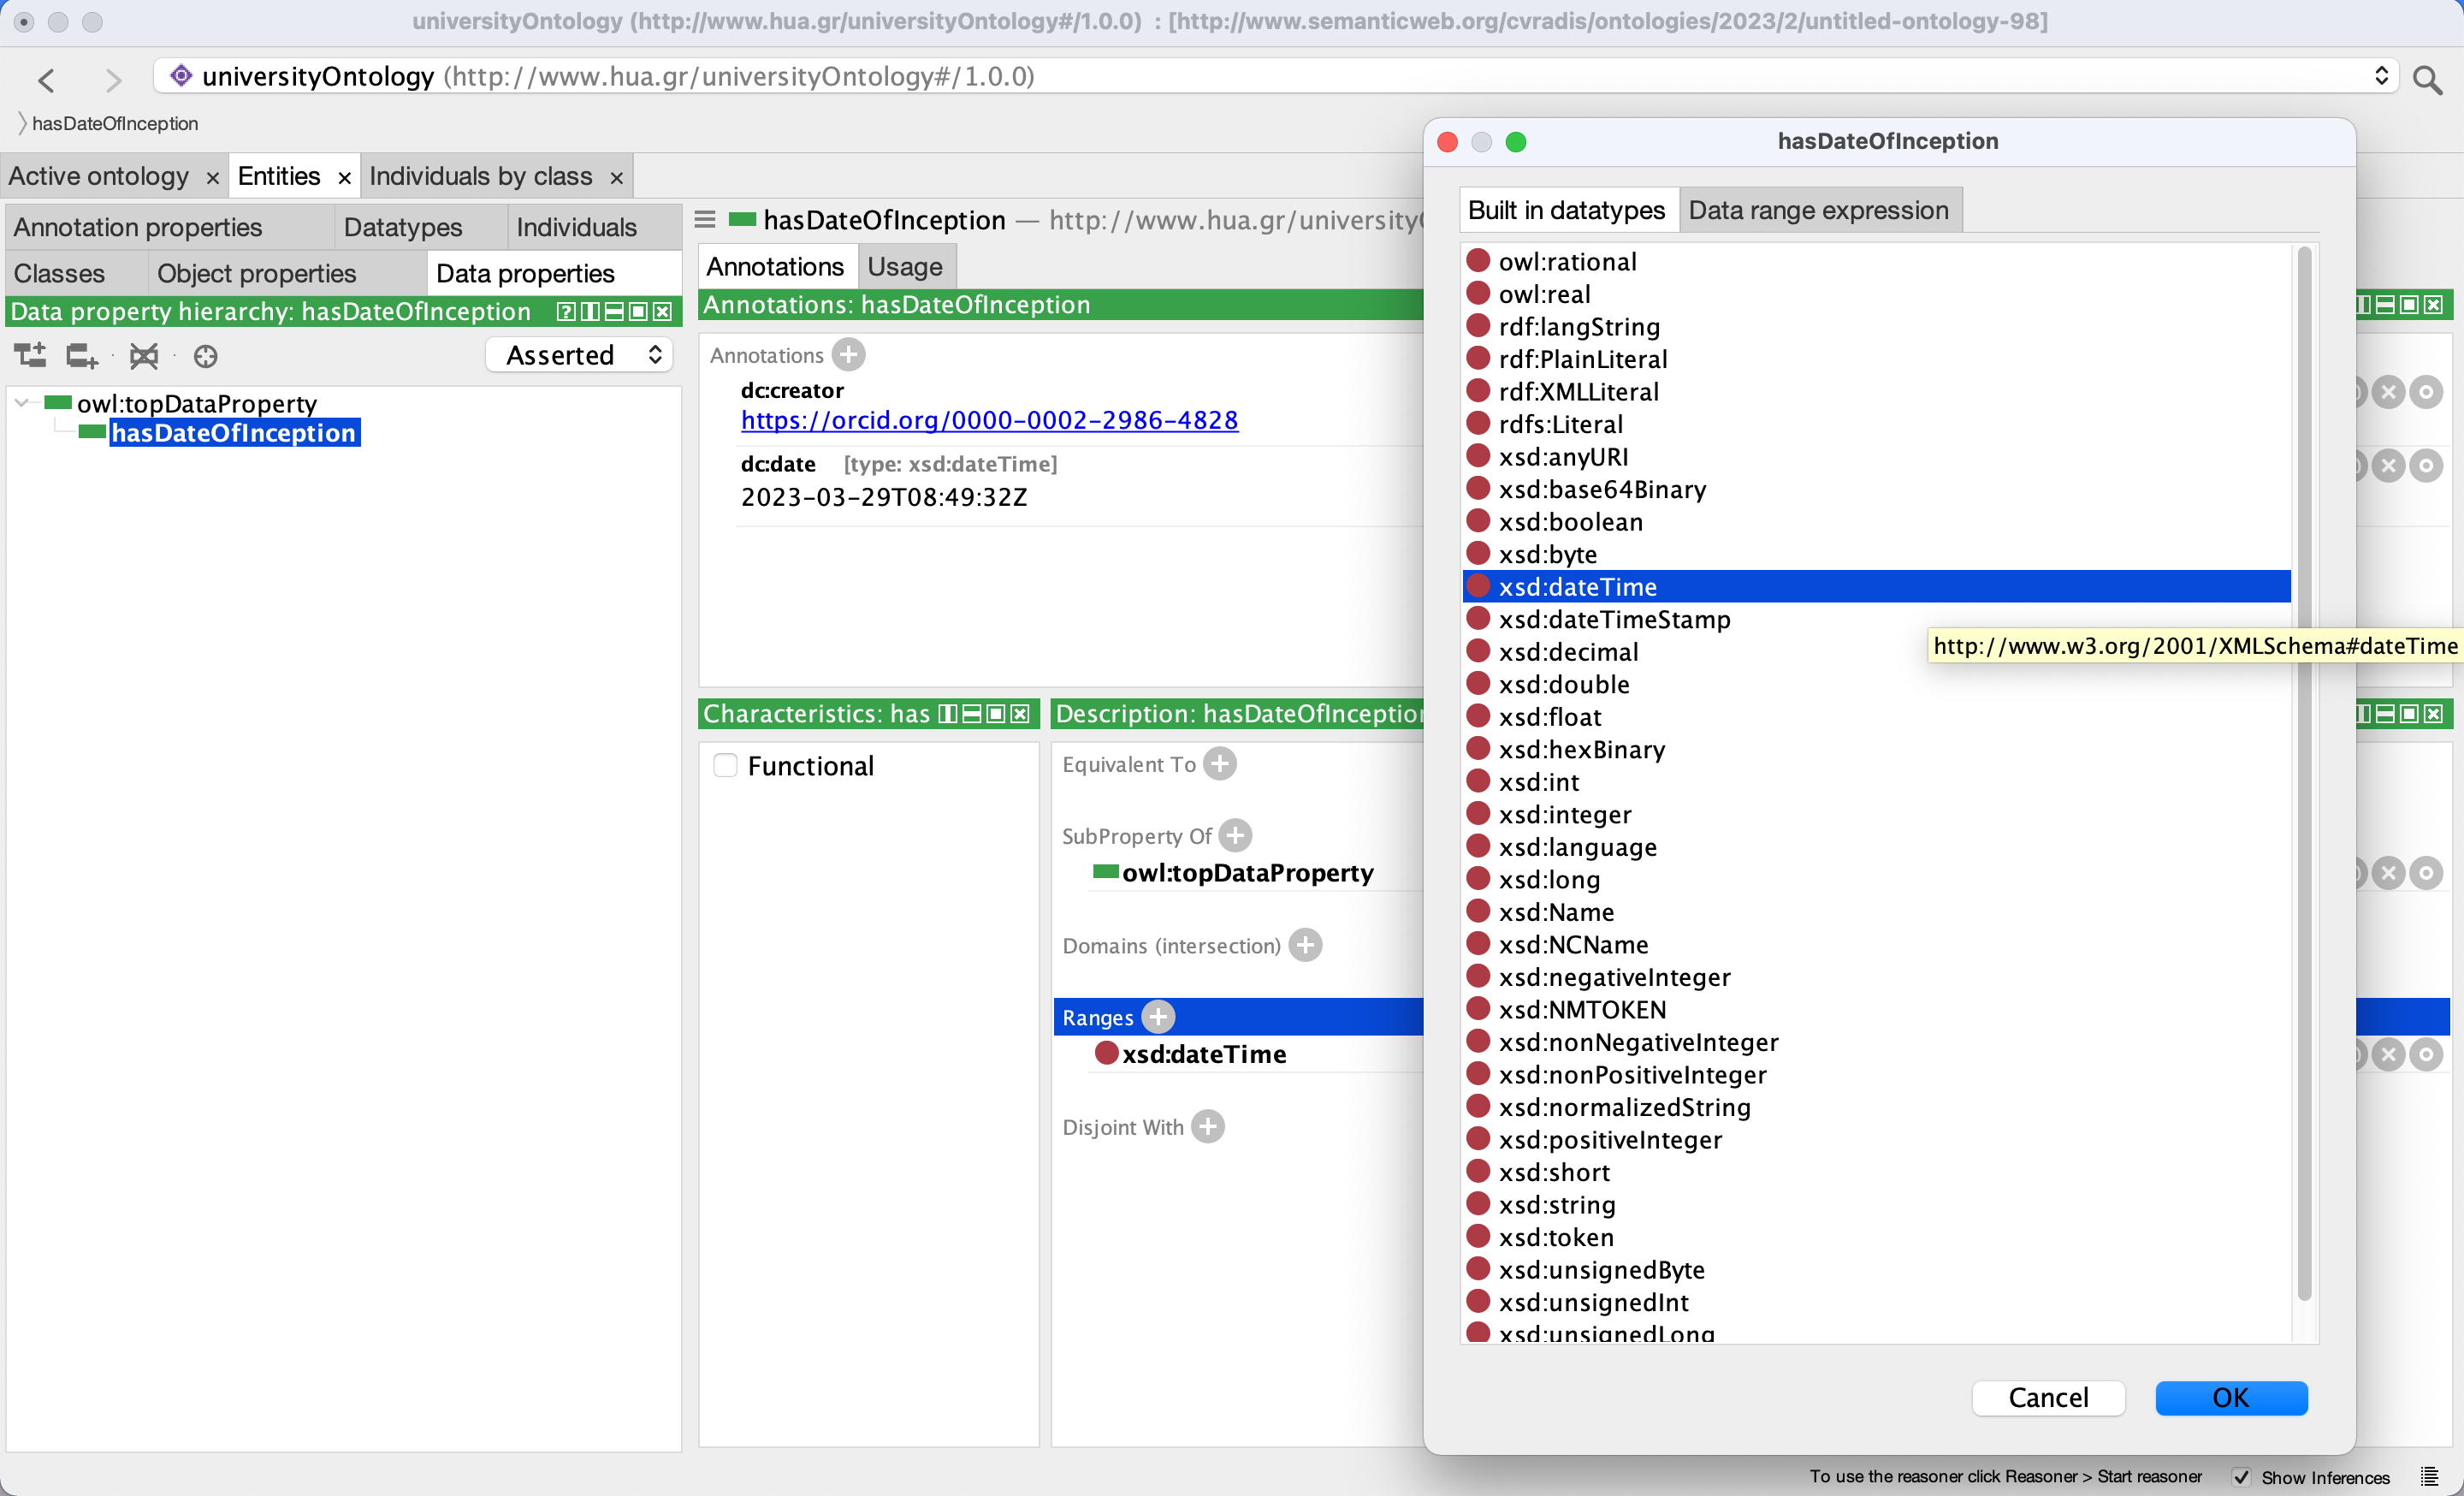 universityOntology (http://www.hua.gr/universityOntology#/1.0.0)  : [http://www.semanticweb.org/cvradis/ontologies/2023/2/untitled-ontology-98]
universityOntology (http://www.hua.gr/universityOntology#/1.0.0)
hasDateOfInception
Active ontology × Entities × Individuals by class ×
Annotation properties Datatypes Individuals
Classes Object properties Data properties
Data property hierarchy: hasDateOfInception
Asserted
owl:topDataProperty
hasDateOfInception
hasDateOfInception — http://www.hua.gr/university
Annotations Usage
Annotations: hasDateOfInception
Annotations
dc:creator
https://orcid.org/0000-0002-2986-4828
dc:date [type: xsd:dateTime]
2023-03-29T08:49:32Z
Characteristics: has
Functional
Description: hasDateOfInception
Equivalent To
SubProperty Of
owl:topDataProperty
Domains (intersection)
Ranges
xsd:dateTime
Disjoint With
hasDateOfInception
Built in datatypes Data range expression
owl:rational
owl:real
rdf:langString
rdf:PlainLiteral
rdf:XMLLiteral
rdfs:Literal
xsd:anyURI
xsd:base64Binary
xsd:boolean
xsd:byte
xsd:dateTime
xsd:dateTimeStamp
http://www.w3.org/2001/XMLSchema#dateTime
xsd:decimal
xsd:double
xsd:float
xsd:hexBinary
xsd:int
xsd:integer
xsd:language
xsd:long
xsd:Name
xsd:NCName
xsd:negativeInteger
xsd:NMTOKEN
xsd:nonNegativeInteger
xsd:nonPositiveInteger
xsd:normalizedString
xsd:positiveInteger
xsd:short
xsd:string
xsd:token
xsd:unsignedByte
xsd:unsignedInt
xsd:unsignedLong
Cancel OK
To use the reasoner click Reasoner > Start reasoner Show Inferences